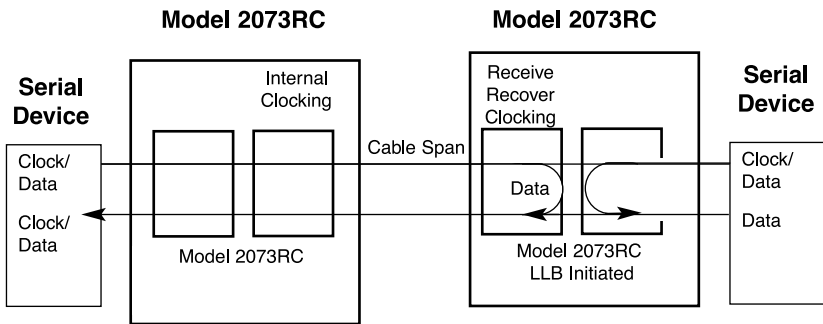 Model 2073RC
Model 2073RC
Serial
Device
Internal
Clocking
Receive
Recover
Clocking
Serial
Device
Clock/
Data
Clock/
Data
Cable Span
Data
Clock/
Data
Data
Model 2073RC
Model 2073RC
LLB Initiated